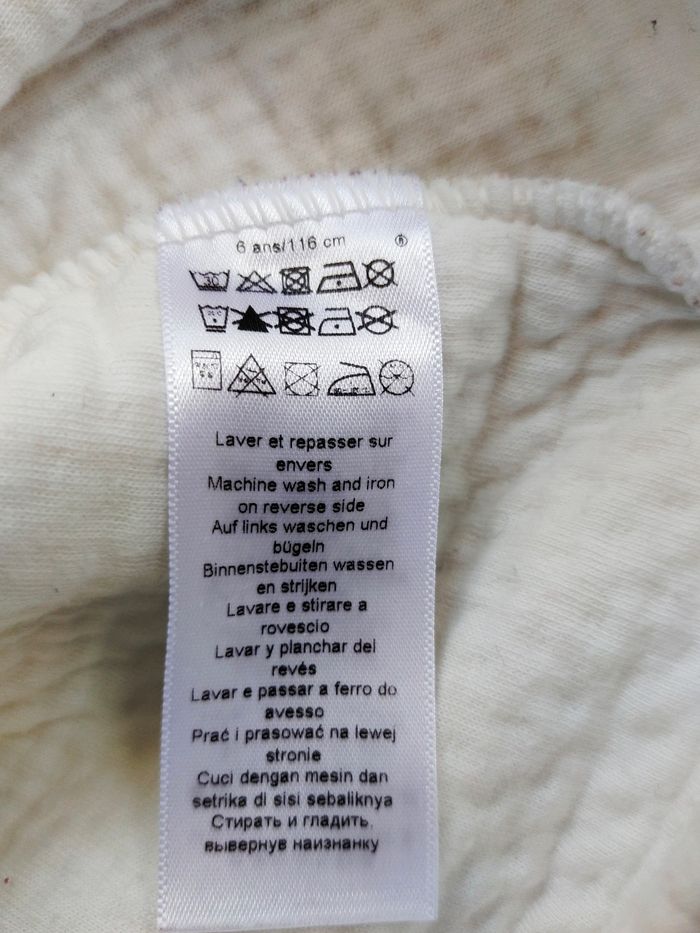 6 ans/116 cm ®
Laver et repasser sur
envers
Machine wash and iron
on reverse side
Auf links waschen und
bügeln
Binnenstebuiten wassen
en strijken
Lavare e stirare a
rovescio
Lavar y planchar del
revés
Lavar e passar a ferro do
avesso
Prać i prasować na lewej
stronie
Cuci dengan mesin dan
setrika di sisi sebaliknya
Стирать и гладить,
вывернув наизнанку